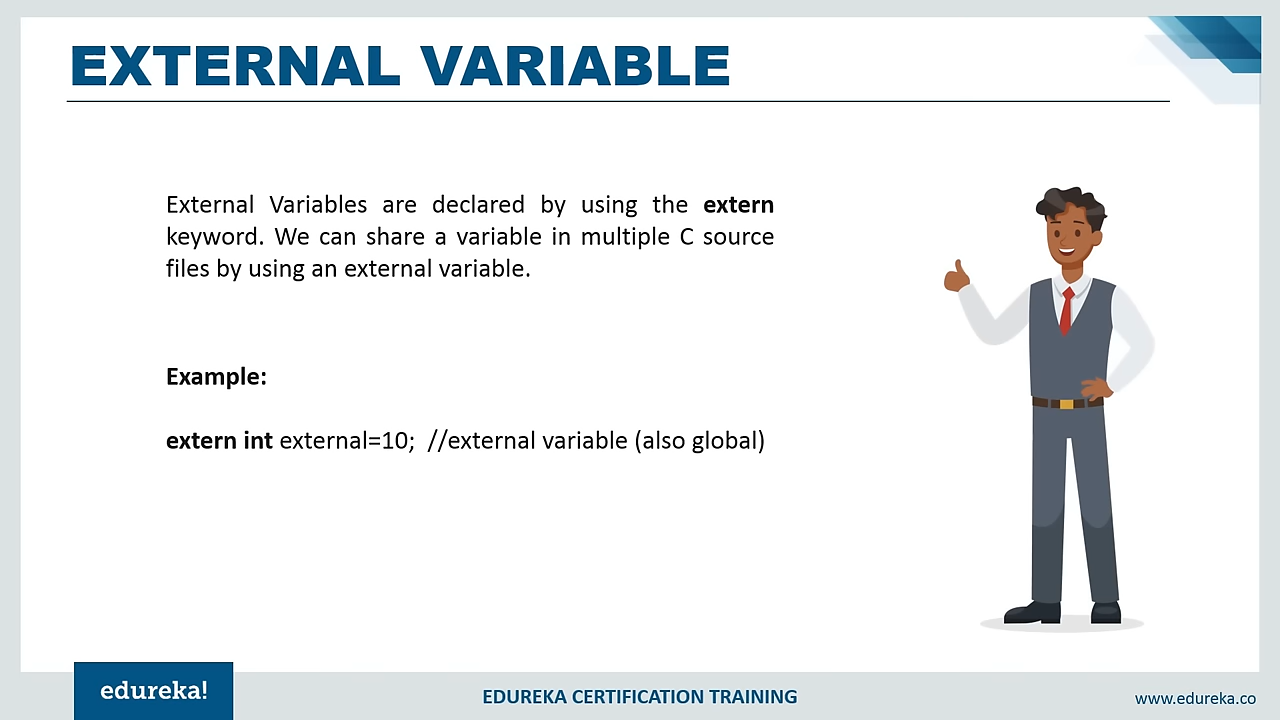 EXTERNAL VARIABLE
External Variables are declared by using the extern
keyword. We can share a variable in multiple C source
files by using an external variable.
Example:
extern int external=10; //external variable (also global)
edureka!
EDUREKA CERTIFICATION TRAINING
www.edureka.co